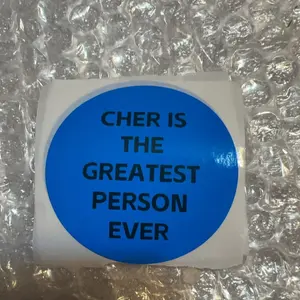 CHER IS
THE
GREATEST
PERSON
EVER